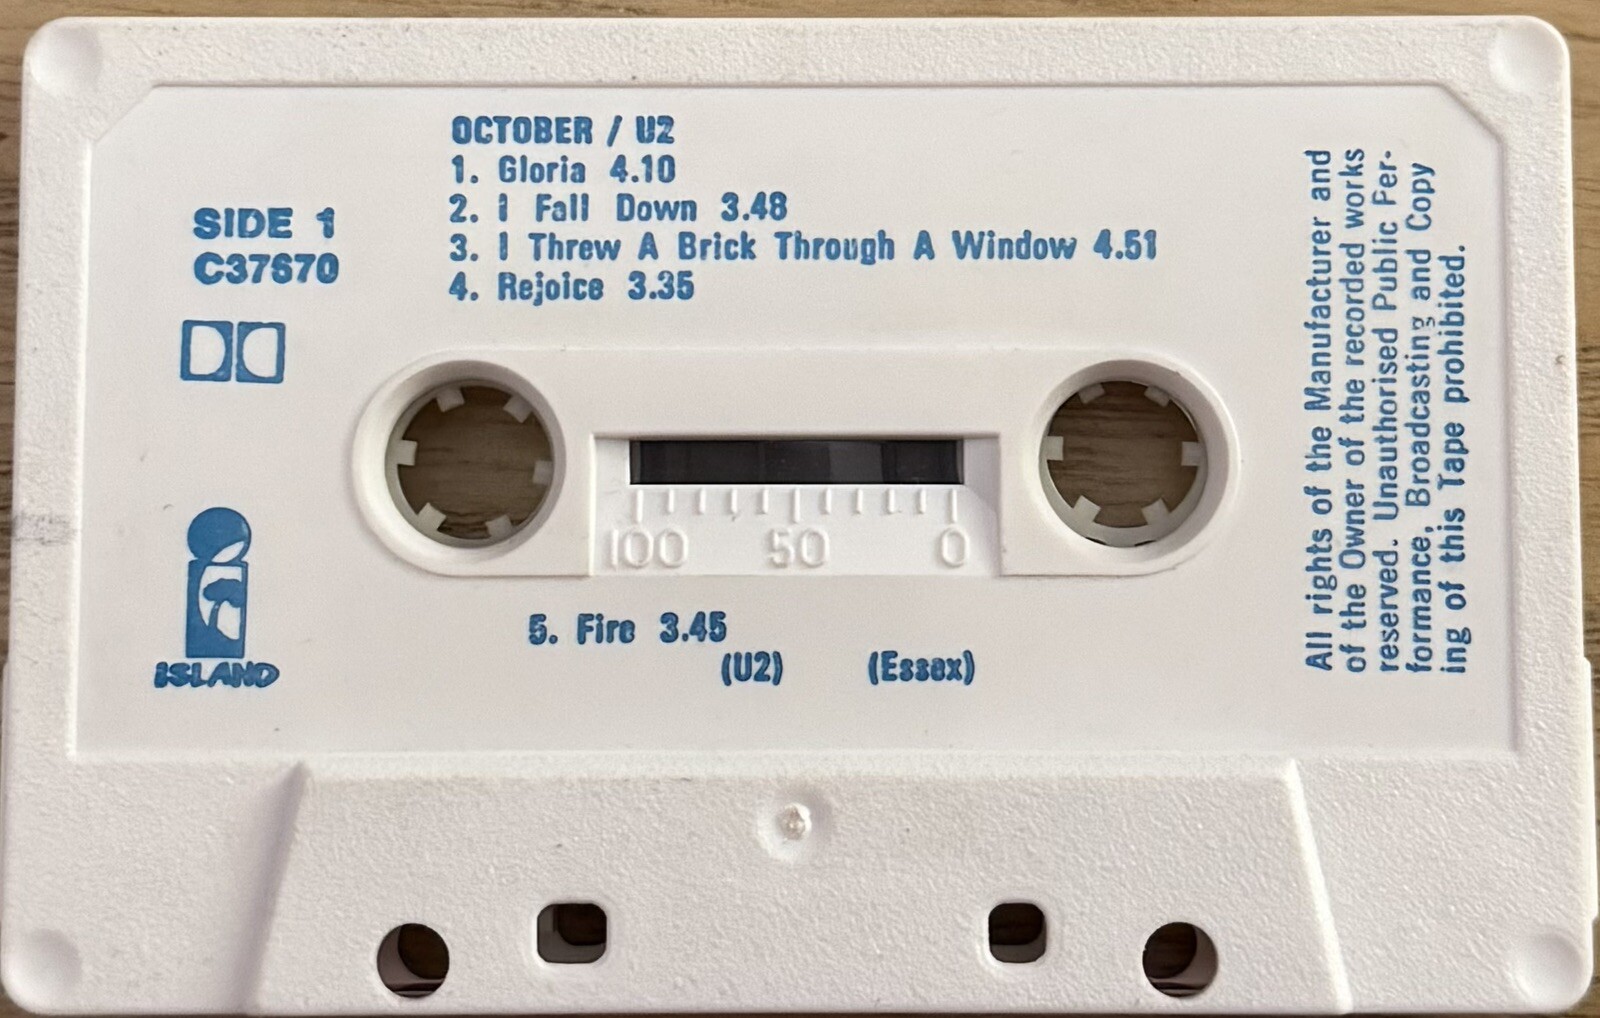 OCTOBER / U2
1. Gloria 4.10
2. I Fall Down 3.48
3. I Threw A Brick Through A Window 4.51
4. Rejoice 3.35
SIDE 1
C37670
100 50 0
5. Fire 3.45
(U2) (Essex)
ISLAND
All rights of the Manufacturer and
of the Owner of the recorded works
reserved. Unauthorised Public Per-
formance, Broadcasting and Copy
ing of this Tape prohibited.